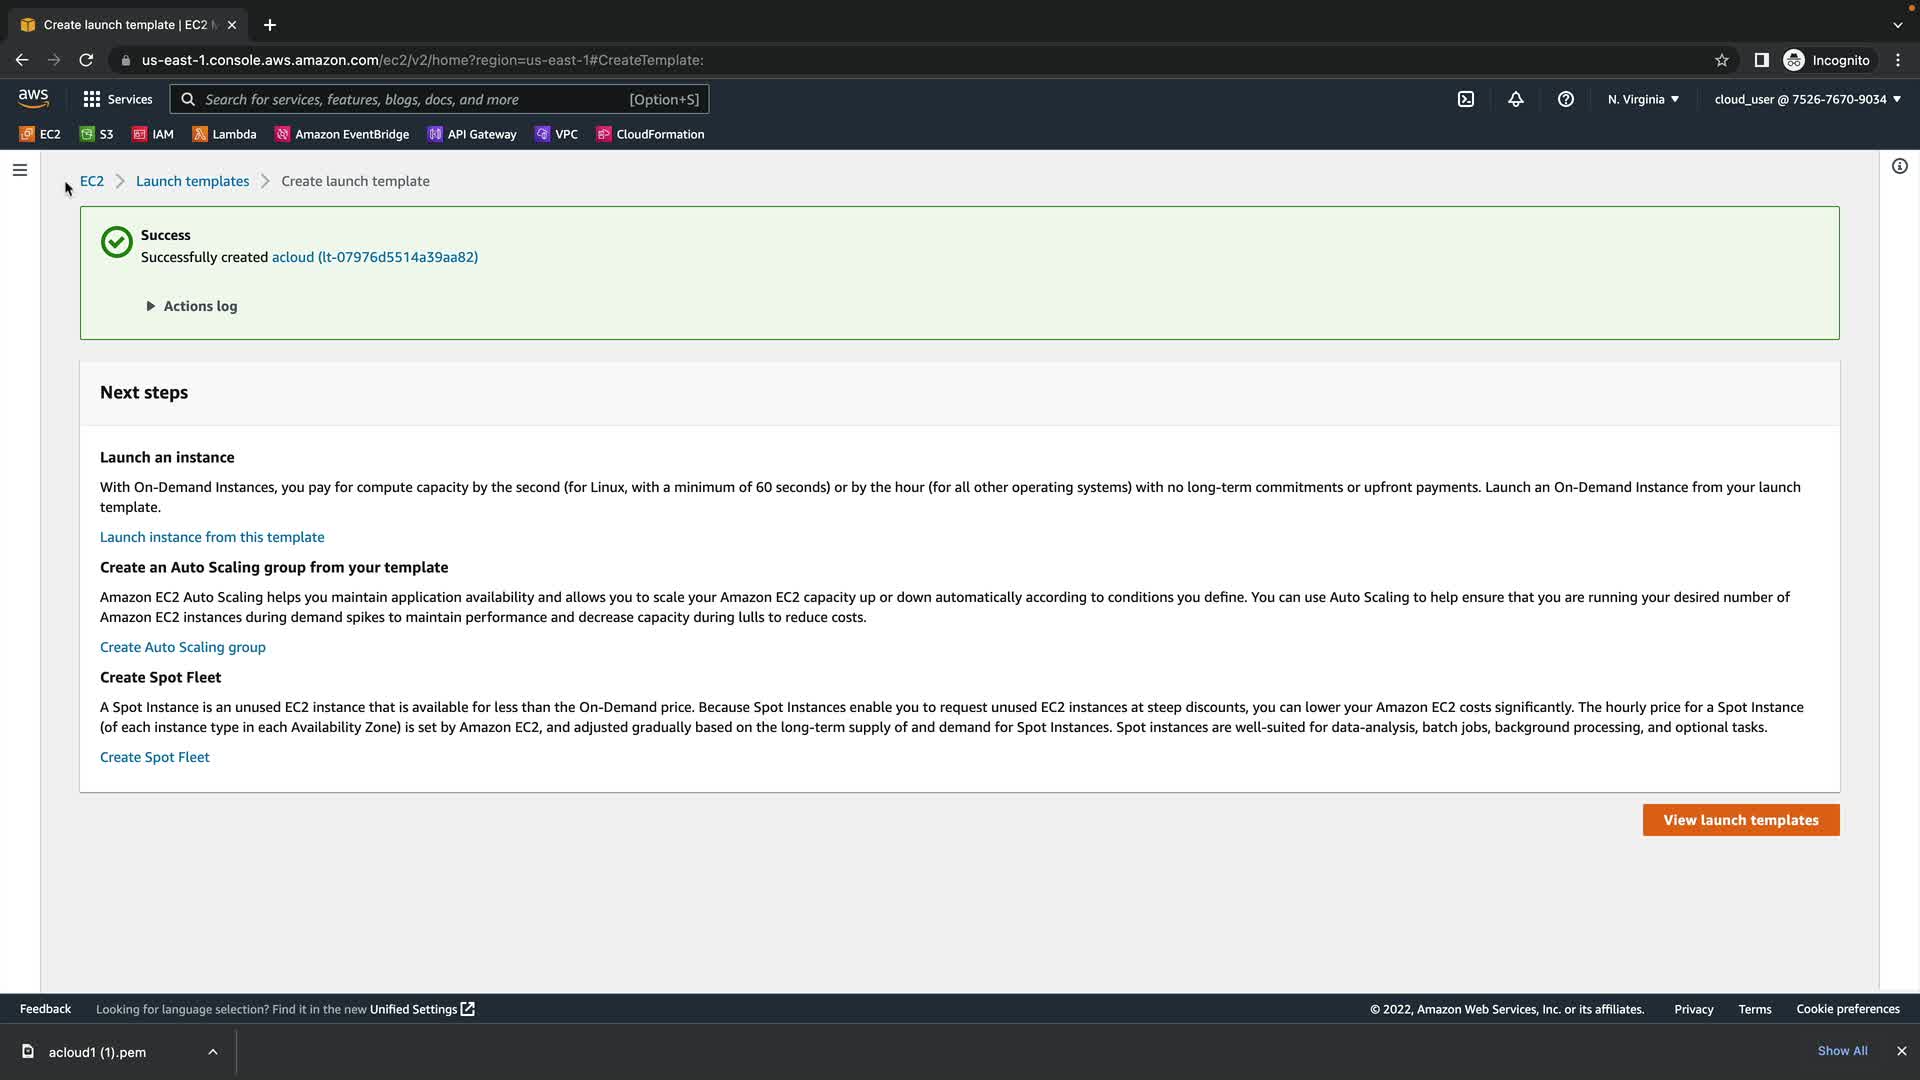 Create launch template | EC2 M
us-east-1.console.aws.amazon.com/ec2/v2/home?region=us-east-1#CreateTemplate:
Incognito
aws
Services
Search for services, features, blogs, docs, and more
[Option+S]
N. Virginia
cloud_user @ 7526-7670-9034
EC2
S3
IAM
Lambda
Amazon EventBridge
API Gateway
VPC
CloudFormation
EC2
Launch templates
Create launch template
Success
Successfully created acloud (lt-07976d5514a39aa82)
Actions log
Next steps
Launch an instance
With On-Demand Instances, you pay for compute capacity by the second (for Linux, with a minimum of 60 seconds) or by the hour (for all other operating systems) with no long-term commitments or upfront payments. Launch an On-Demand Instance from your launch
template.
Launch instance from this template
Create an Auto Scaling group from your template
Amazon EC2 Auto Scaling helps you maintain application availability and allows you to scale your Amazon EC2 capacity up or down automatically according to conditions you define. You can use Auto Scaling to help ensure that you are running your desired number of
Amazon EC2 instances during demand spikes to maintain performance and decrease capacity during lulls to reduce costs.
Create Auto Scaling group
Create Spot Fleet
A Spot Instance is an unused EC2 instance that is available for less than the On-Demand price. Because Spot Instances enable you to request unused EC2 instances at steep discounts, you can lower your Amazon EC2 costs significantly. The hourly price for a Spot Instance
(of each instance type in each Availability Zone) is set by Amazon EC2, and adjusted gradually based on the long-term supply of and demand for Spot Instances. Spot instances are well-suited for data-analysis, batch jobs, background processing, and optional tasks.
Create Spot Fleet
View launch templates
Feedback
Looking for language selection? Find it in the new Unified Settings
© 2022, Amazon Web Services, Inc. or its affiliates.
Privacy
Terms
Cookie preferences
acloud1 (1).pem
Show All